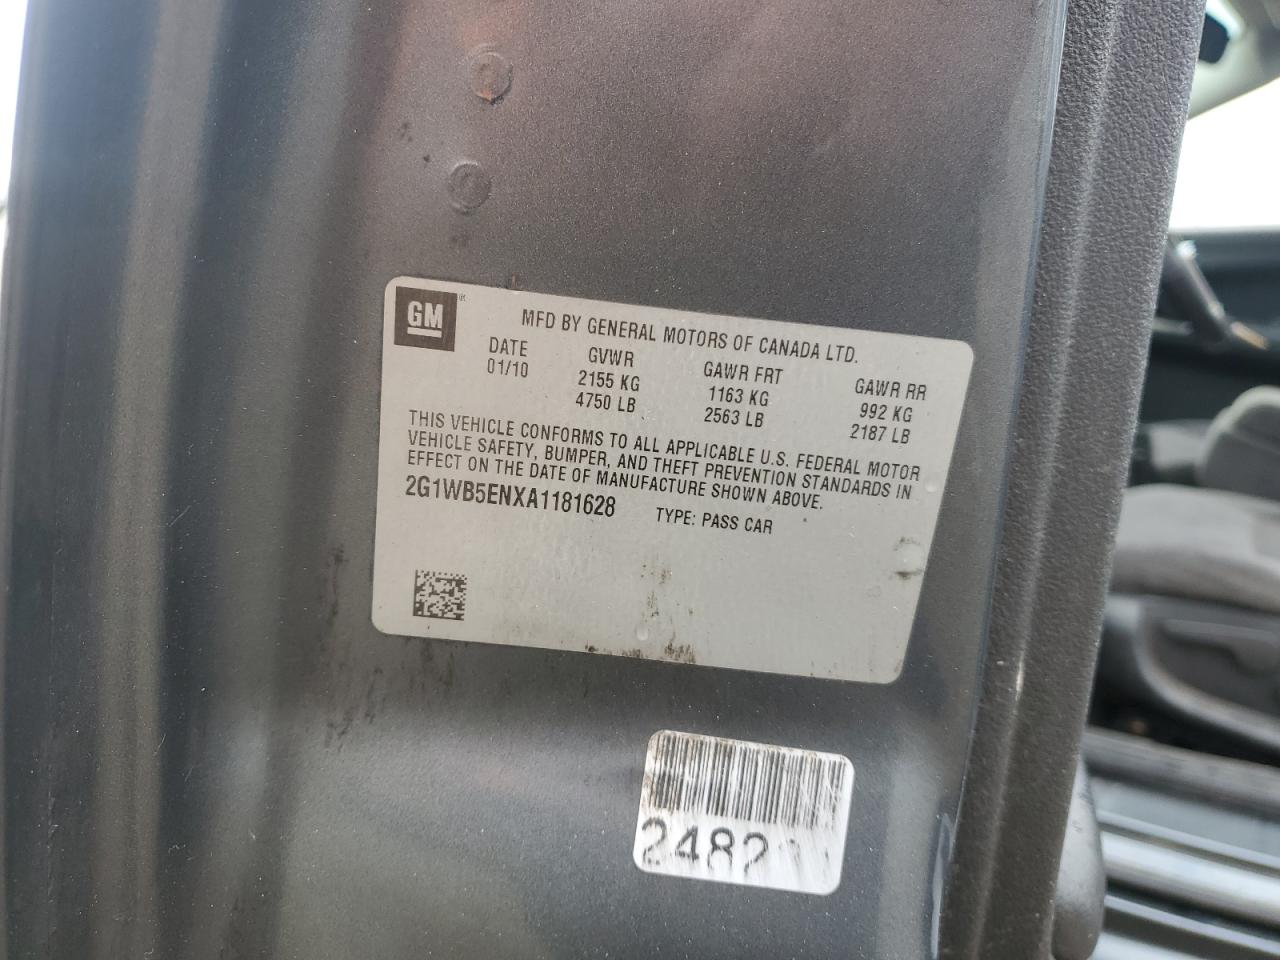 GM
MFD BY GENERAL MOTORS OF CANADA LTD.
DATE GVWR GAWR FRT GAWR RR
01/10 2155 KG 1163 KG 992 KG
4750 LB 2563 LB 2187 LB
THIS VEHICLE CONFORMS TO ALL APPLICABLE U.S. FEDERAL MOTOR
VEHICLE SAFETY, BUMPER, AND THEFT PREVENTION STANDARDS IN
EFFECT ON THE DATE OF MANUFACTURE SHOWN ABOVE.
2G1WB5ENXA1181628 TYPE: PASS CAR